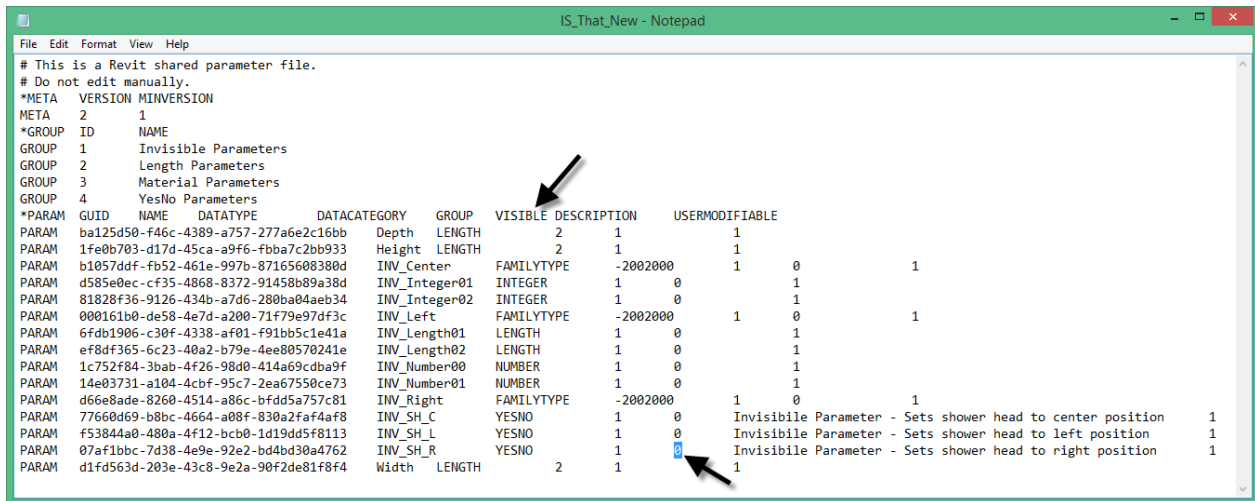 IS_That_New - Notepad
File Edit Format View Help
# This is a Revit shared parameter file.
# Do not edit manually.
*META VERSION MINVERSION
META 2 1
*GROUP ID NAME
GROUP 1 Invisible Parameters
GROUP 2 Length Parameters
GROUP 3 Material Parameters
GROUP 4 YesNo Parameters
*PARAM GUID NAME DATATYPE DATACATEGORY GROUP VISIBLE DESCRIPTION USERMODIFIABLE
PARAM ba125d50-f46c-4389-a757-277a6e2c16bb Depth LENGTH 2 1 1
PARAM 1fe0b703-d17d-45ca-a9f6-fbba7c2bb933 Height LENGTH 2 1 1
PARAM b1057ddf-fb52-461e-997b-87165608380d INV_Center FAMILYTYPE -2002000 1 0 1
PARAM d585e0ec-cf35-4868-8372-91458b89a38d INV_Integer01 INTEGER 1 0 1
PARAM 81828f36-9126-434b-a7d6-280ba04aeb34 INV_Integer02 INTEGER 1 0 1
PARAM 000161b0-de58-4e7d-a200-71f79e97df3c INV_Left FAMILYTYPE -2002000 1 0 1
PARAM 6fdb1906-c30f-4338-af01-f91bb5c1e41a INV_Length01 LENGTH 1 0 1
PARAM ef8df365-6c23-40a2-b79e-4ee80570241e INV_Length02 LENGTH 1 0 1
PARAM 1c752f84-3bab-4f26-98d0-414a69cdba9f INV_Number00 NUMBER 1 0 1
PARAM 14e03731-a104-4cbf-95c7-2ea67550ce73 INV_Number01 NUMBER 1 0 1
PARAM d66e8ade-8260-4514-a86c-bfdd5a757c81 INV_Right FAMILYTYPE -2002000 1 0 1
PARAM 77660d69-b8bc-4664-a08f-830a2faf4af8 INV_SH_C YESNO 1 0 Invisibile Parameter - Sets shower head to center position 1
PARAM f53844a0-480a-4f12-bcb0-1d19dd5f8113 INV_SH_L YESNO 1 0 Invisibile Parameter - Sets shower head to left position 1
PARAM 07af1bbc-7d38-4e9e-92e2-bd4bd30a4762 INV_SH_R YESNO 1 0 Invisibile Parameter - Sets shower head to right position 1
PARAM d1fd563d-203e-43c8-9e2a-90f2de81f8f4 Width LENGTH 2 1 1